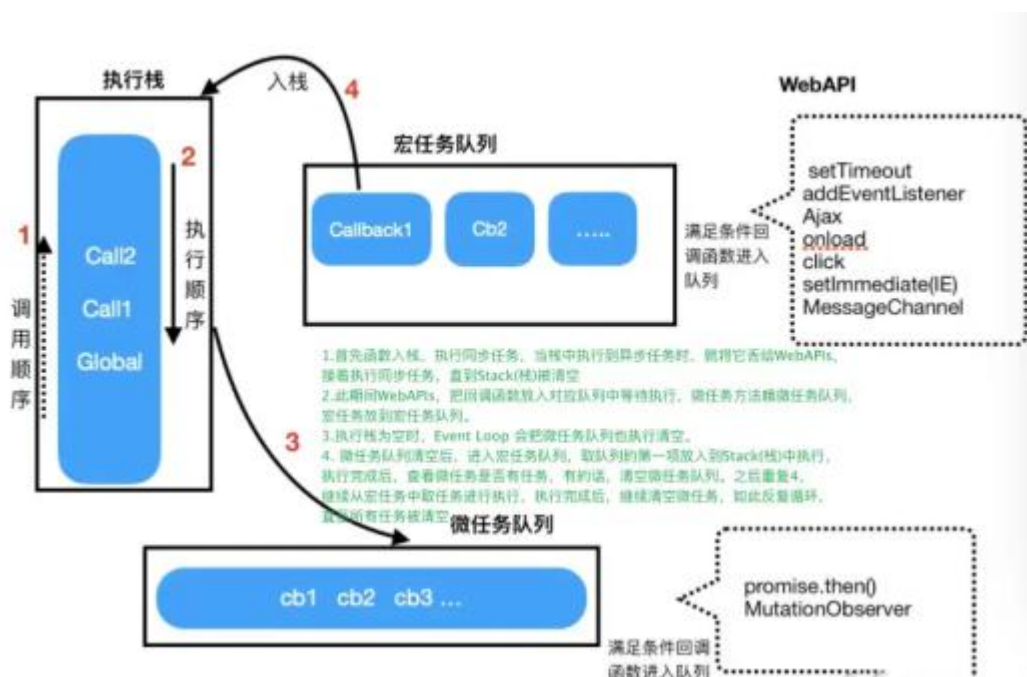 执行栈
入栈
4
WebAPI
宏任务队列
2
1
Callback1
Cb2
.....
满足条件回
调函数进入
队列
setTimeout
addEventListener
Ajax
onload
click
setImmediate(IE)
MessageChannel
Call2
Call1
Global
执行顺序
调用顺序
1.首先函数入栈，执行同步任务，当栈中执行到异步任务时，就将它丢给WebAPIs，
接着执行同步任务，直到Stack(栈)被清空
2.此期间WebAPIs，把回调函数放入对应队列中等待执行，微任务方法微任务队列，
宏任务放到宏任务队列。
3.执行栈为空时，Event Loop 会把微任务队列也执行清空。
4. 微任务队列清空后，进入宏任务队列，取队列的第一项放入到Stack(栈)中执行，
执行完成后，查看微任务是否有任务，有的话，清空微任务队列。之后重复4，
继续从宏任务中取任务进行执行，执行完成后，继续清空微任务，如此反复循环，
直至所有任务被清空
3
微任务队列
cb1 cb2 cb3 ...
promise.then()
MutationObserver
满足条件回调
函数进入队列